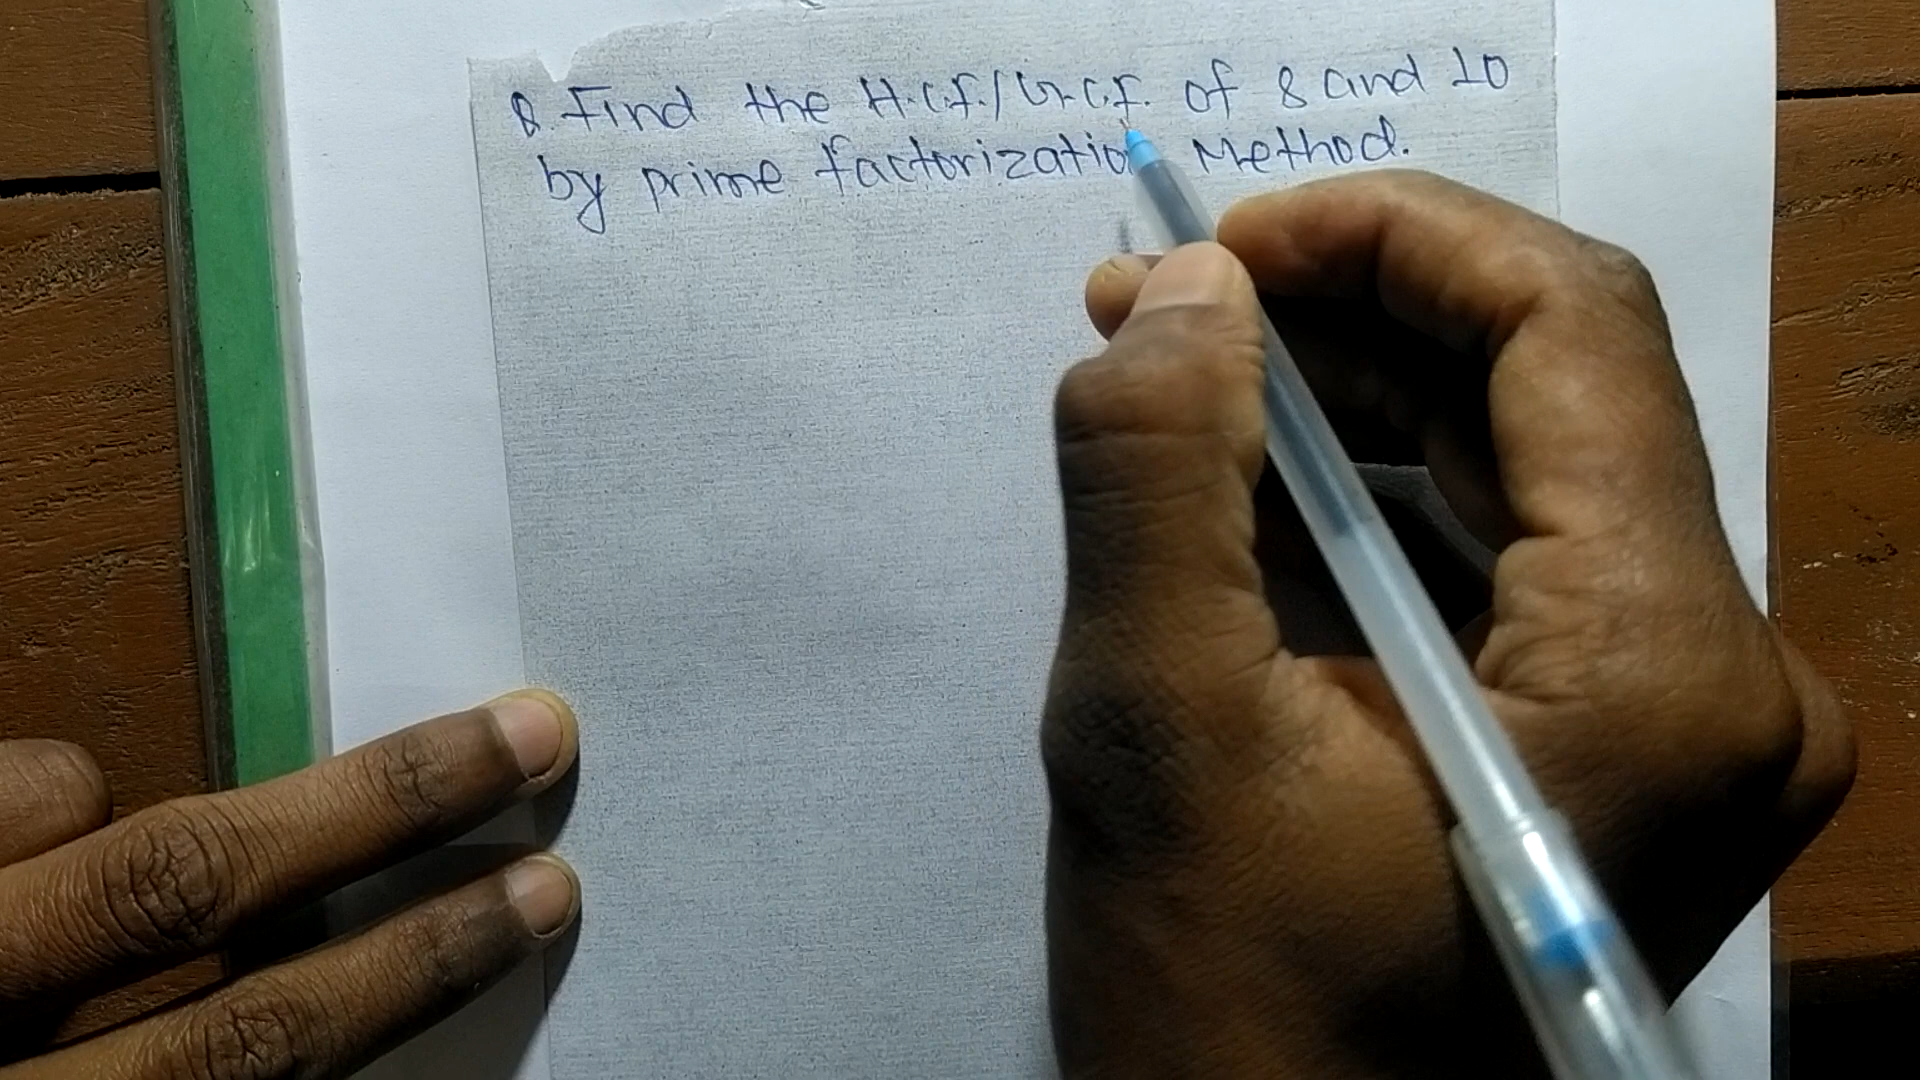 Q. Find the H.C.F./G.C.F. of 8 and 10
by prime factorization Method.